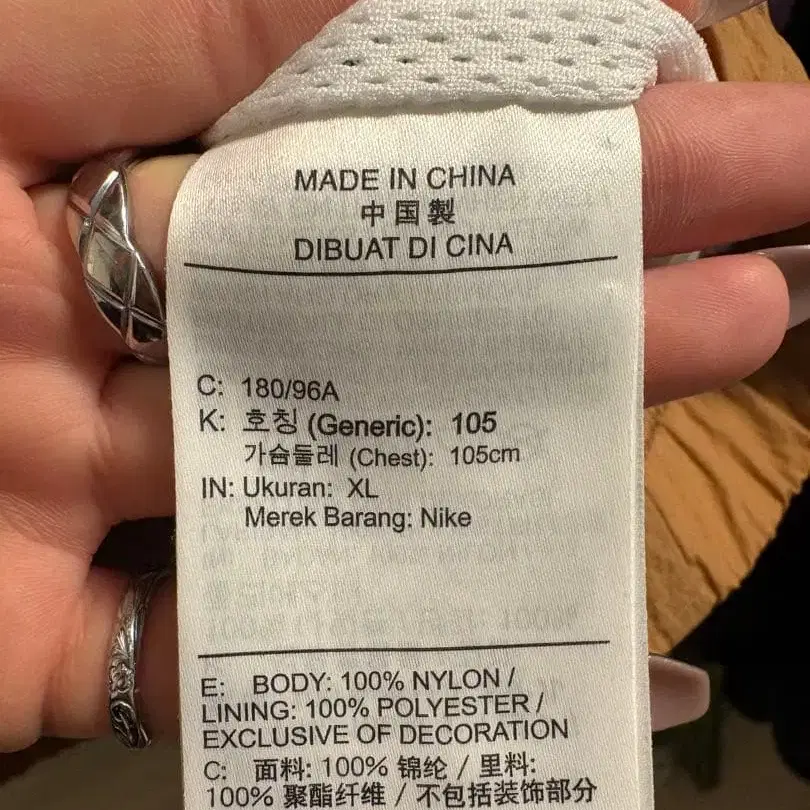 MADE IN CHINA
中国製
DIBUAT DI CINA
C: 180/96A
K: 호칭 (Generic): 105
가슴둘레 (Chest): 105cm
IN: Ukuran: XL
Merek Barang: Nike
E: BODY: 100% NYLON /
LINING: 100% POLYESTER /
EXCLUSIVE OF DECORATION
C: 面料: 100% 锦纶 / 里料:
100% 聚酯纤维 / 不包括装饰部分